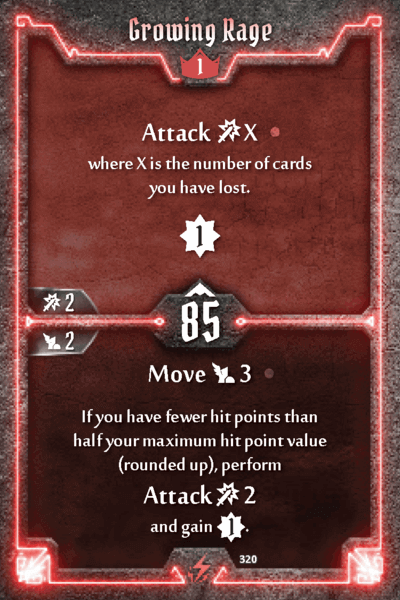 Growing Rage
1
Attack X
where X is the number of cards
you have lost.
1
2
85
2
Move 3
If you have fewer hit points than
half your maximum hit point value
(rounded up), perform
Attack 2
and gain 1.
320